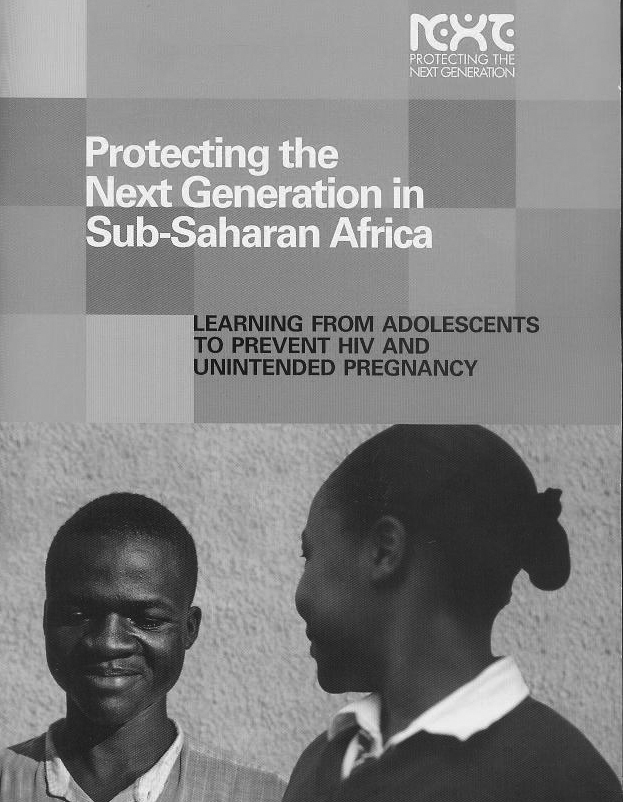 NEXT
PROTECTING THE
NEXT GENERATION
Protecting the
Next Generation in
Sub-Saharan Africa
LEARNING FROM ADOLESCENTS
TO PREVENT HIV AND
UNINTENDED PREGNANCY